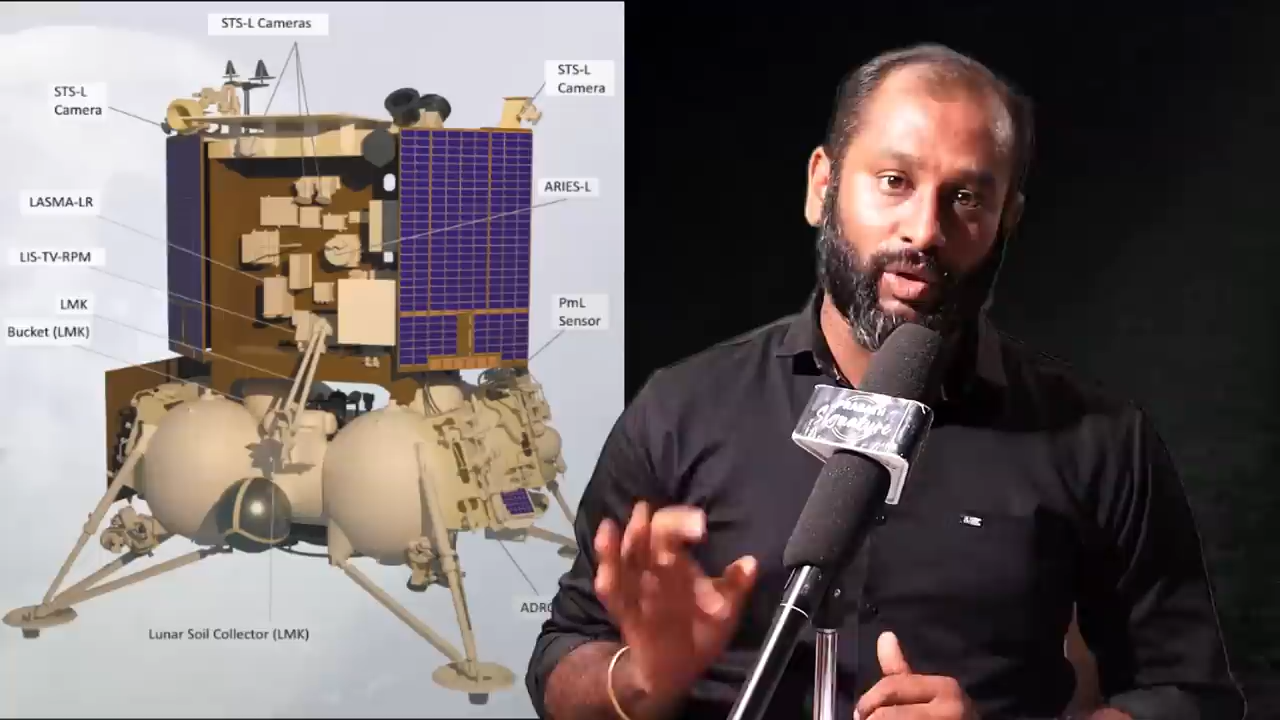 STS-L Cameras
STS-L
Camera
STS-L
Camera
LASMA-LR
ARIES-L
LIS-TV-RPM
LMK
Bucket (LMK)
PmL
Sensor
Lunar Soil Collector (LMK)
Signature